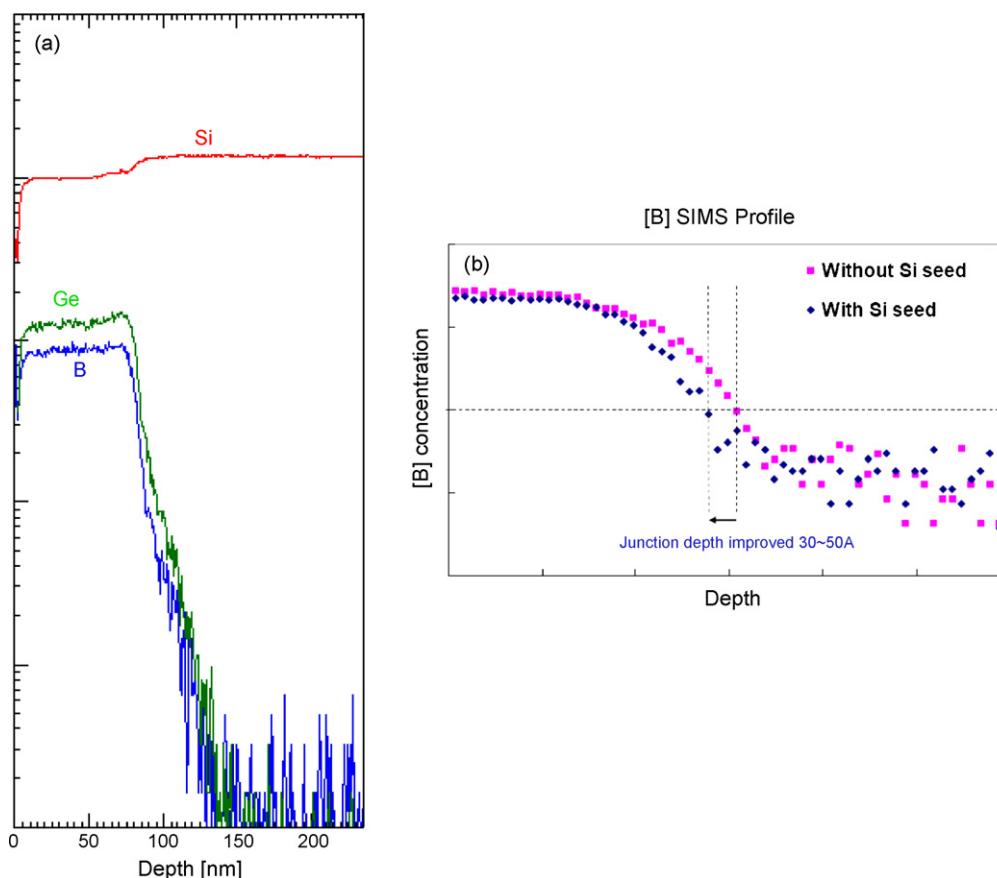 (a)
Si
Ge
B
0 50 100 150 200
Depth [nm]
[B] SIMS Profile
(b)
Without Si seed
With Si seed
[B] concentration
Junction depth improved 30~50A
Depth